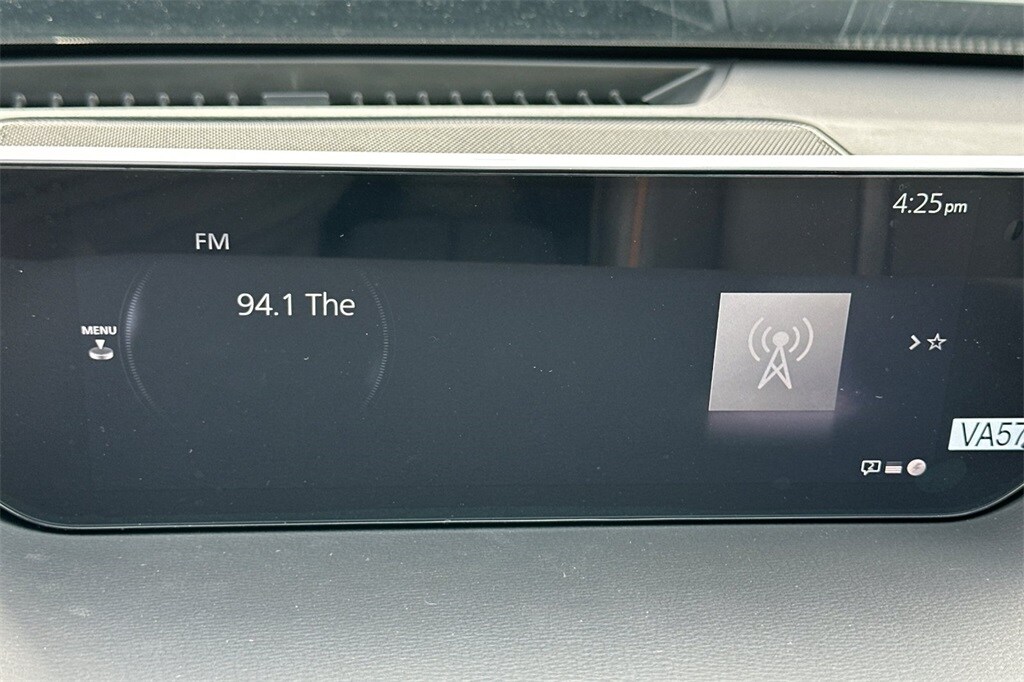 4:25pm
FM
94.1 The
MENU
VA57